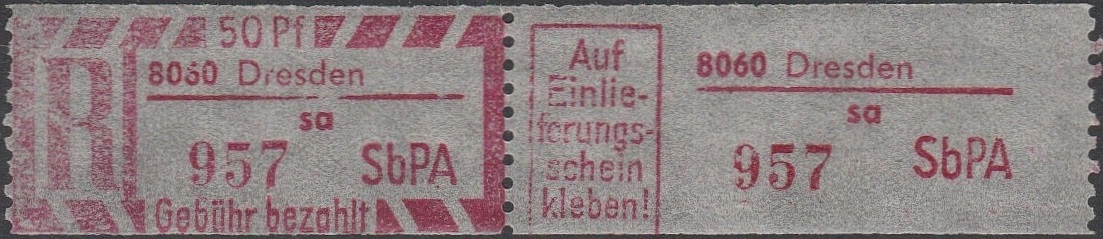 50 Pf
R
8060 Dresden
sa
957 SbPA
Gebühr bezahlt
Auf
Einlie-
ferungs-
schein
kleben!
8060 Dresden
sa
957 SbPA